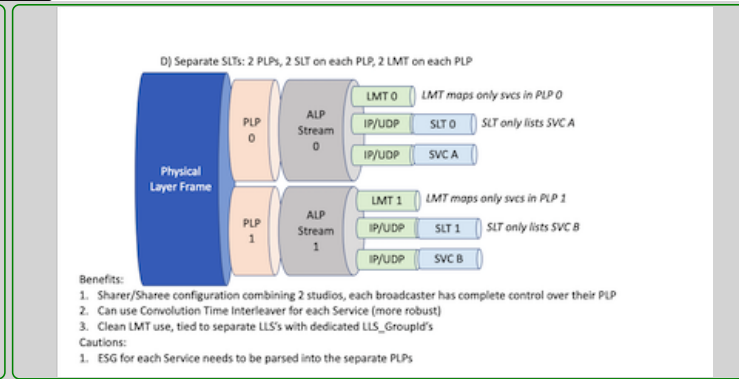 D) Separate SLTs: 2 PLPs, 2 SLT on each PLP, 2 LMT on each PLP
Physical
Layer Frame
PLP
0
ALP
Stream
0
LMT 0
LMT maps only svcs in PLP 0
IP/UDP
SLT 0
SLT only lists SVC A
IP/UDP
SVC A
PLP
1
ALP
Stream
1
LMT 1
LMT maps only svcs in PLP 1
IP/UDP
SLT 1
SLT only lists SVC B
IP/UDP
SVC B
Benefits:
1. Sharer/Sharee configuration combining 2 studios, each broadcaster has complete control over their PLP
2. Can use Convolution Time Interleaver for each Service (more robust)
3. Clean LMT use, tied to separate LLS's with dedicated LLS_GroupId's
Cautions:
1. ESG for each Service needs to be parsed into the separate PLPs